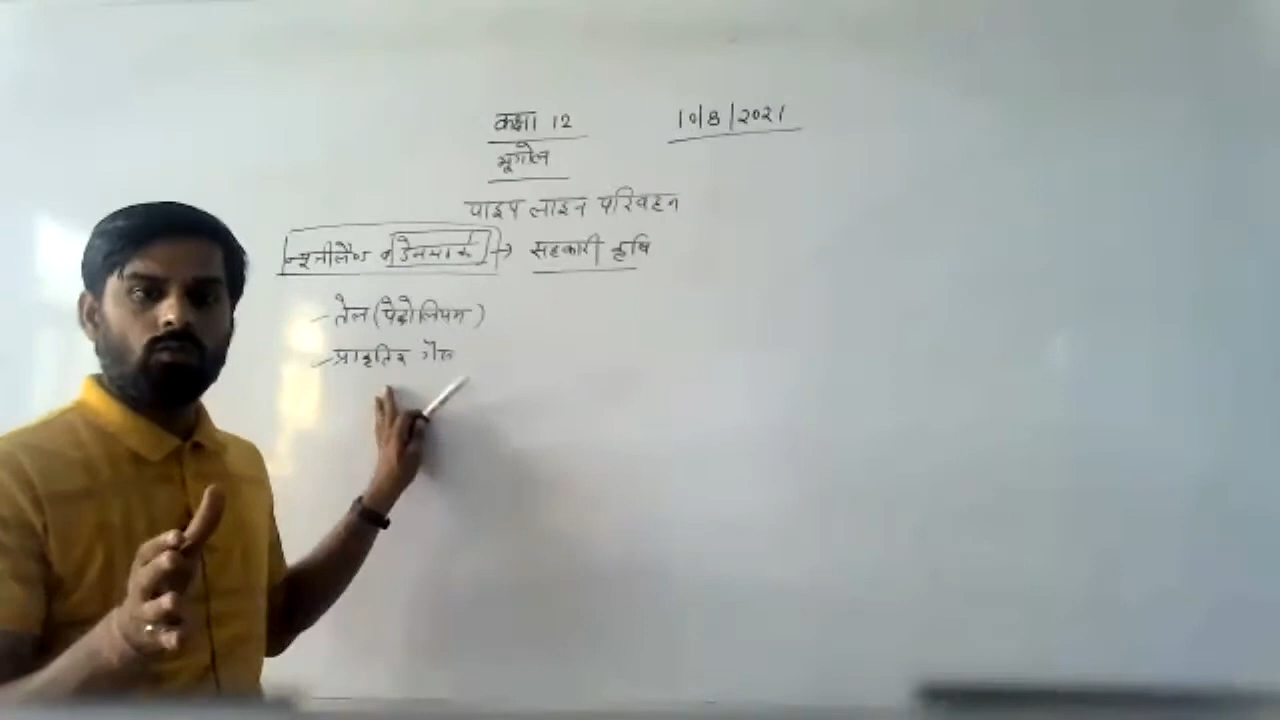 कक्षा 12 10/8/2021
भूगोल
पाइप लाइन परिवहन
न्यूजीलैण्ड व डेनमार्क → सहकारी कृषि
- तेल (पेट्रोलियम)
- प्राकृतिक गैस